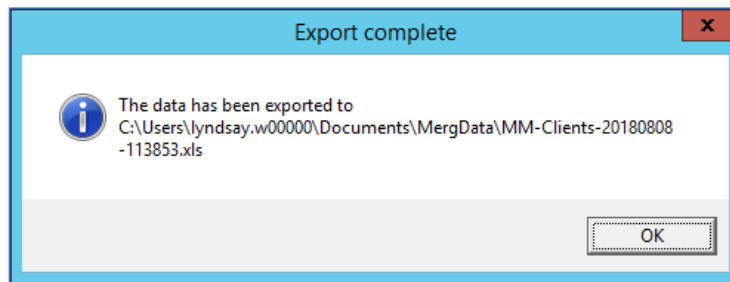 Export complete
x
The data has been exported to
C:\Users\lyndsay.w00000\Documents\MergData\MM-Clients-20180808
-113853.xls
OK